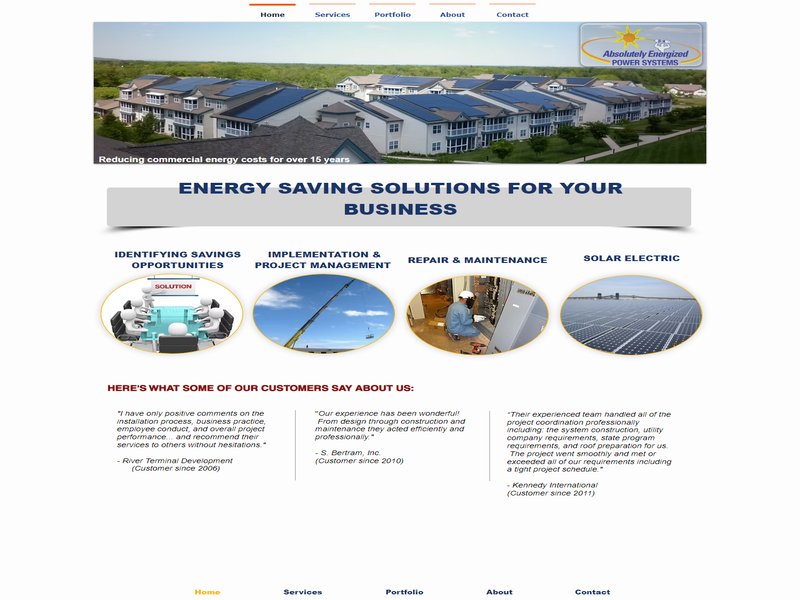 Home Services Portfolio About Contact
Absolutely Energized
POWER SYSTEMS
Reducing commercial energy costs for over 15 years
ENERGY SAVING SOLUTIONS FOR YOUR
BUSINESS
IDENTIFYING SAVINGS
OPPORTUNITIES
IMPLEMENTATION &
PROJECT MANAGEMENT
REPAIR & MAINTENANCE
SOLAR ELECTRIC
SOLUTION
HERE'S WHAT SOME OF OUR CUSTOMERS SAY ABOUT US:
"I have only positive comments on the
installation process, business practice,
employee conduct, and overall project
performance... and recommend their
services to others without hesitations."
- River Terminal Development
(Customer since 2006)
"Our experience has been wonderful!
From design through construction and
maintenance they acted efficiently and
professionally."
- S. Bertram, Inc.
(Customer since 2010)
"Their experienced team handled all of the
project coordination professionally
including: the system construction, utility
company requirements, state program
requirements, and roof preparation for us.
The project went smoothly and met or
exceeded all of our requirements including
a tight project schedule."
- Kennedy International
(Customer since 2011)
Home Services Portfolio About Contact